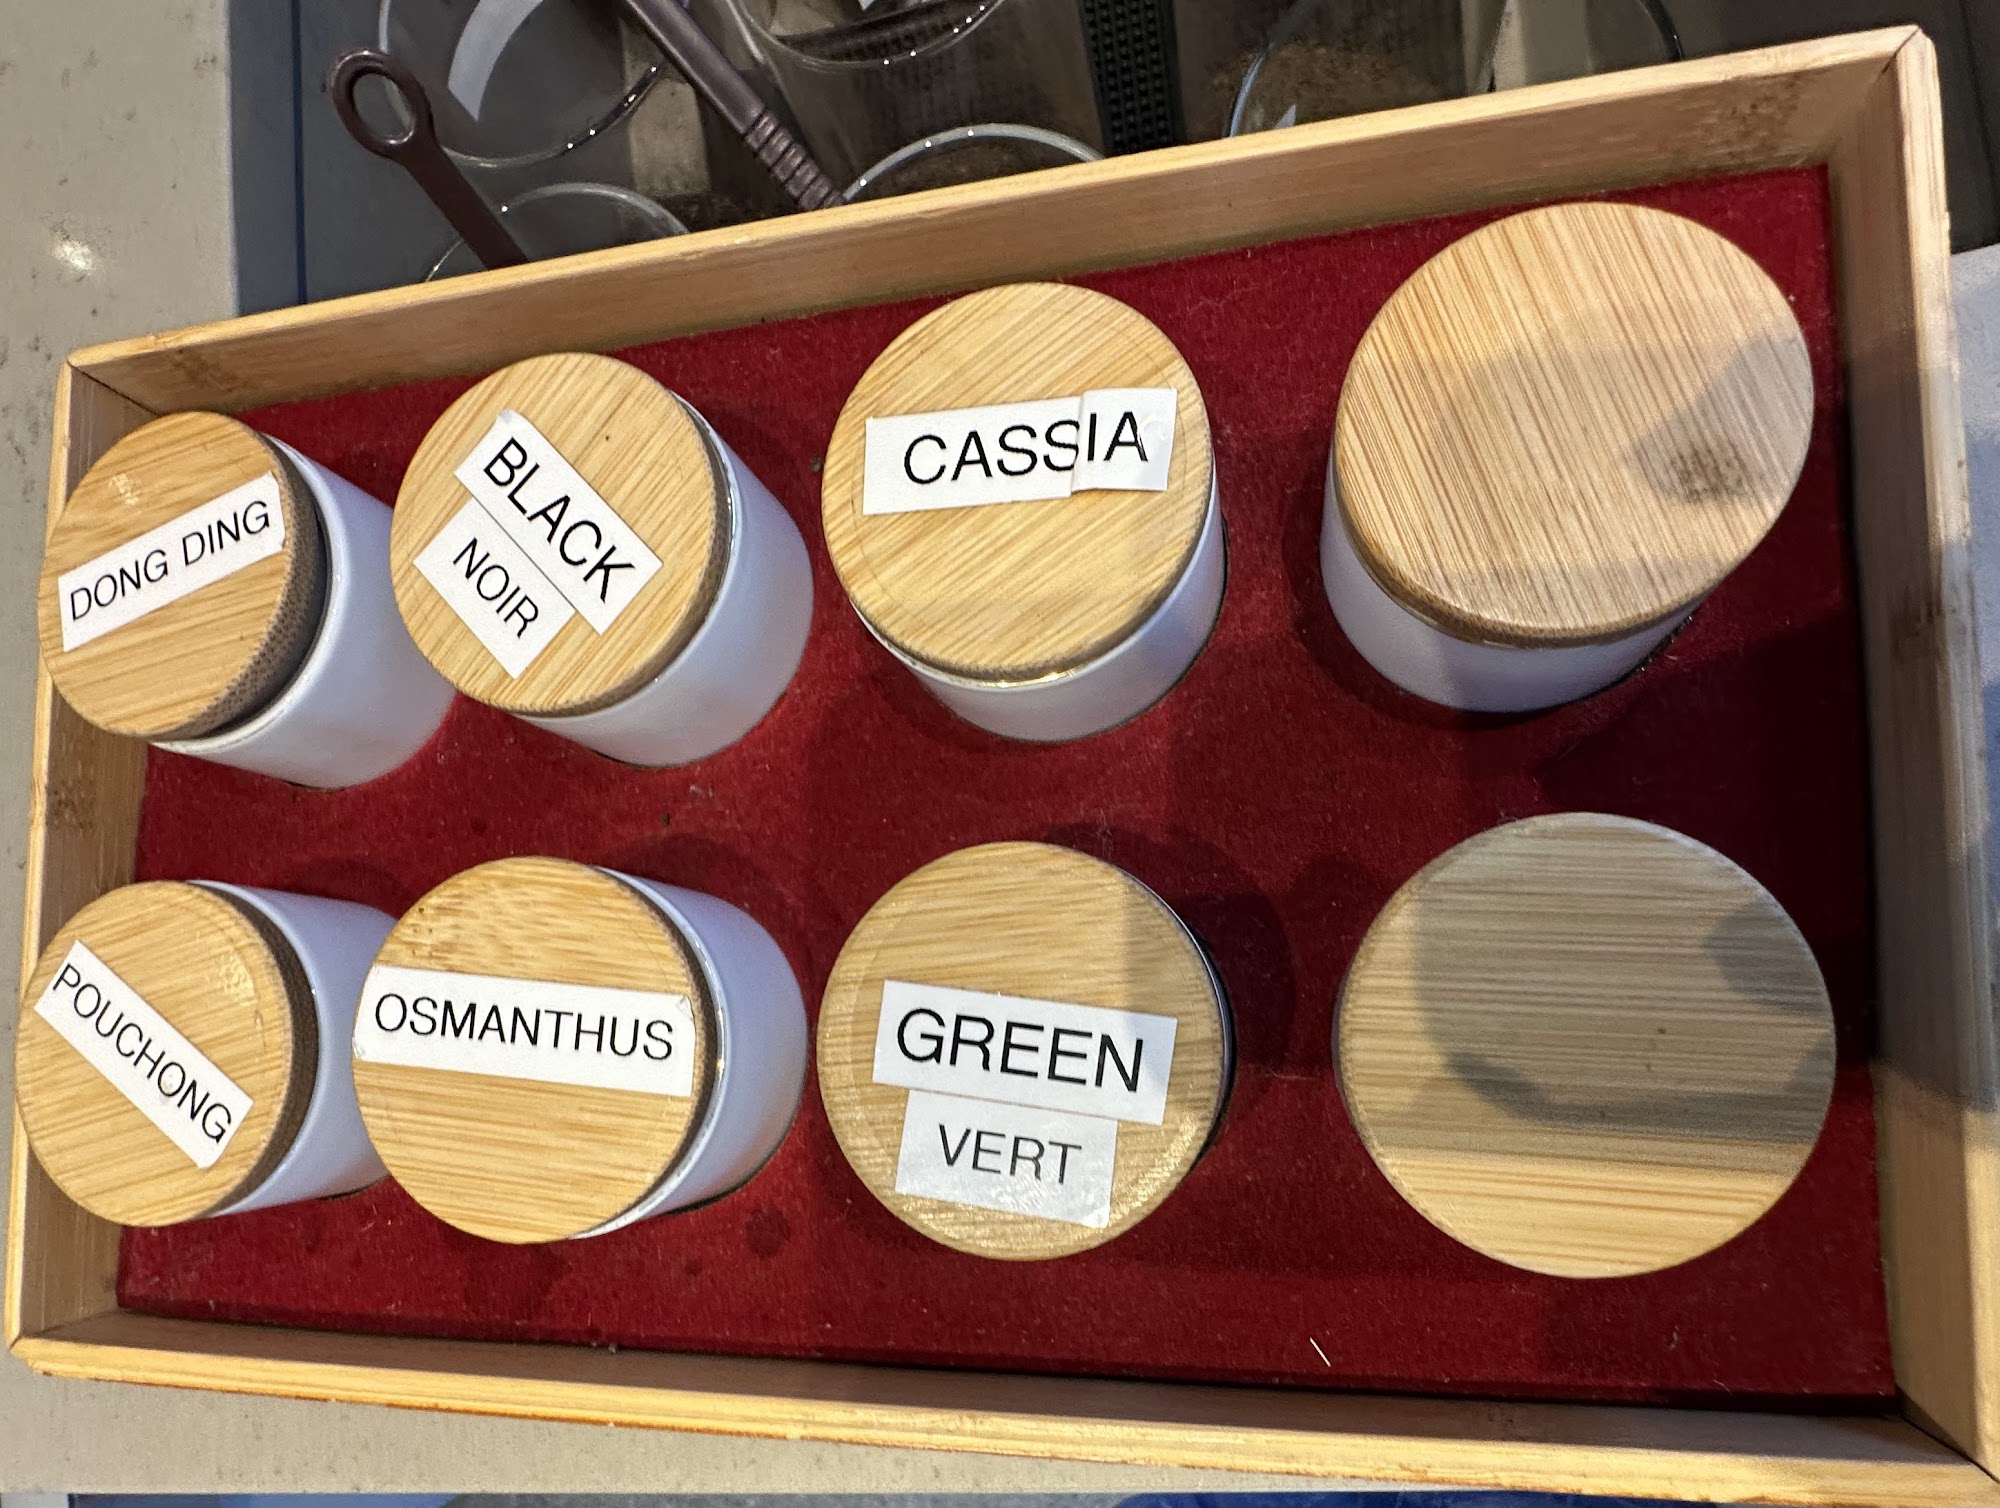 DONG DING
BLACK
NOIR
CASSIA
POUCHONG
OSMANTHUS
GREEN
VERT